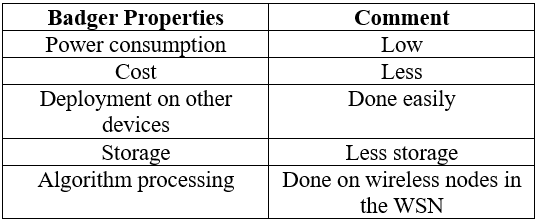 Badger Properties Comment
Power consumption Low
Cost Less
Deployment on other Done easily
devices
Storage Less storage
Algorithm processing Done on wireless nodes in
the WSN